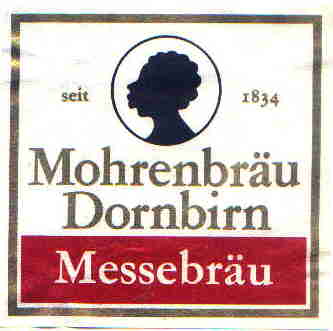 seit 1834
Mohrenbräu
Dornbirn
Messebräu